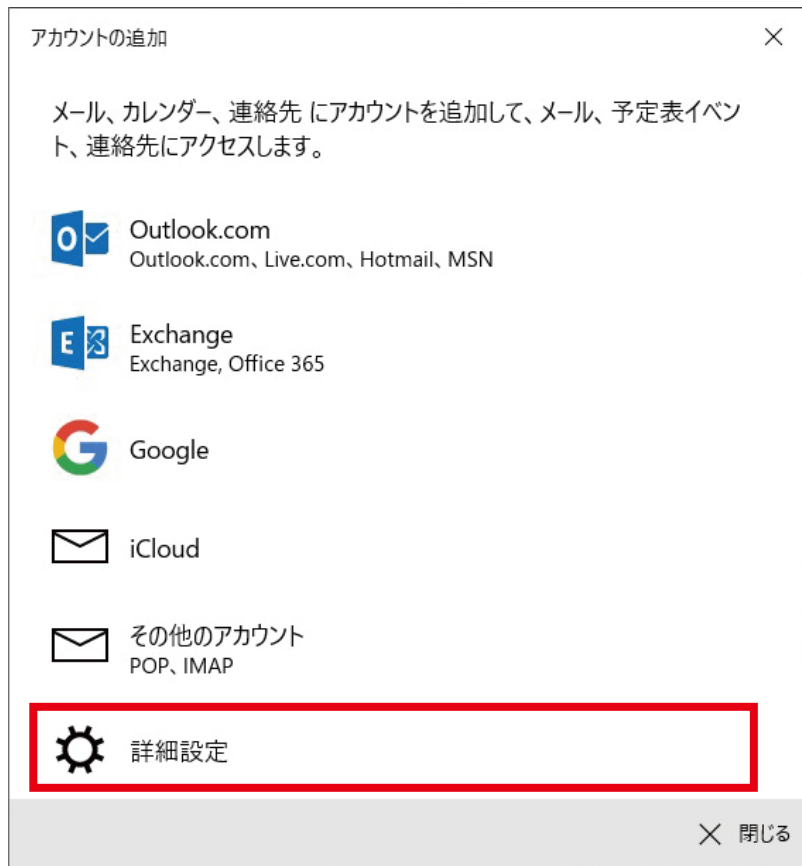 アカウントの追加
メール、カレンダー、連絡先 にアカウントを追加して、メール、予定表イベン
ト、連絡先にアクセスします。
Outlook.com
Outlook.com、Live.com、Hotmail、MSN
Exchange
Exchange, Office 365
Google
iCloud
その他のアカウント
POP、IMAP
詳細設定
閉じる